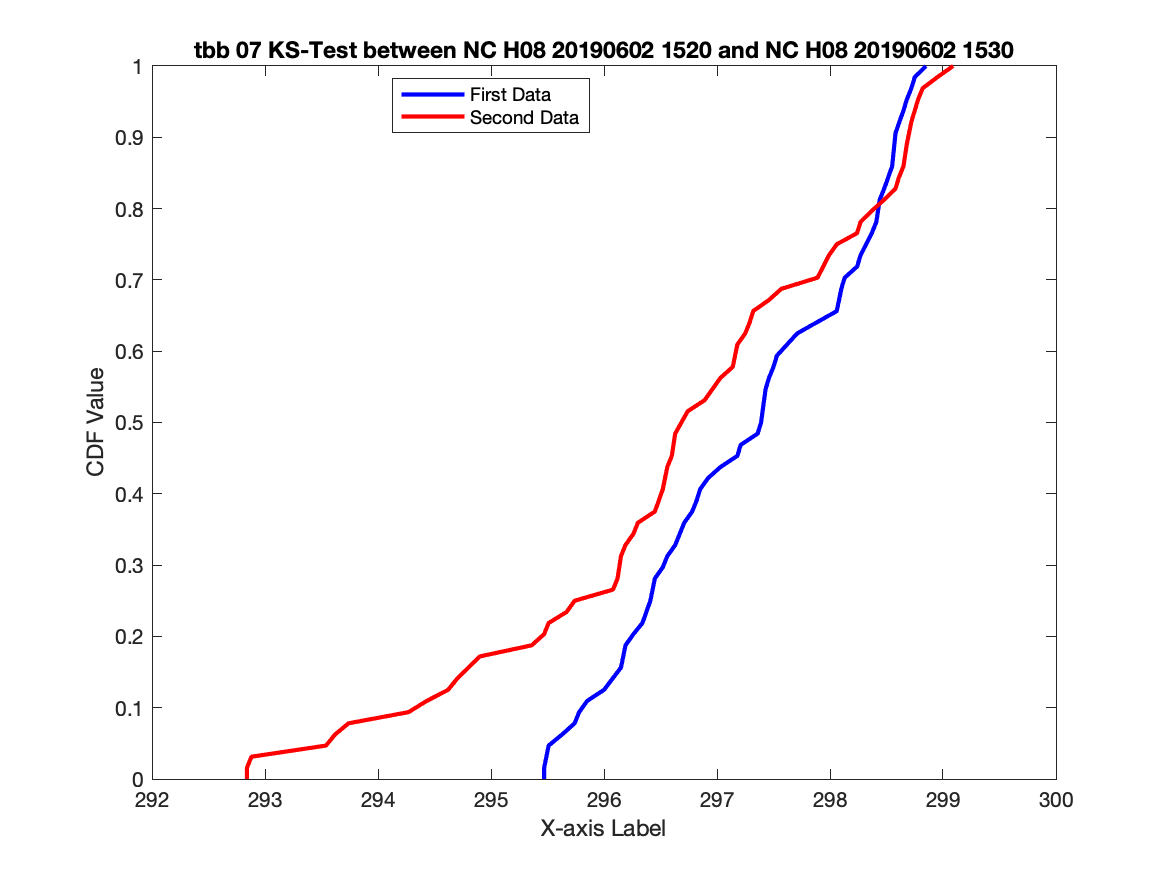 tbb 07 KS-Test between NC H08 20190602 1520 and NC H08 20190602 1530
First Data
Second Data
1
0.9
0.8
0.7
0.6
0.5
0.4
0.3
0.2
0.1
0
CDF Value
292 293 294 295 296 297 298 299 300
X-axis Label